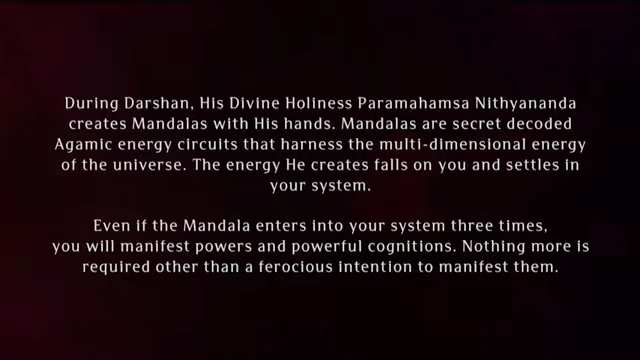 During Darshan, His Divine Holiness Paramahamsa Nithyananda
creates Mandalas with His hands. Mandalas are secret decoded
Agamic energy circuits that harness the multi-dimensional energy
of the universe. The energy He creates falls on you and settles in
your system.
Even if the Mandala enters into your system three times,
you will manifest powers and powerful cognitions. Nothing more is
required other than a ferocious intention to manifest them.